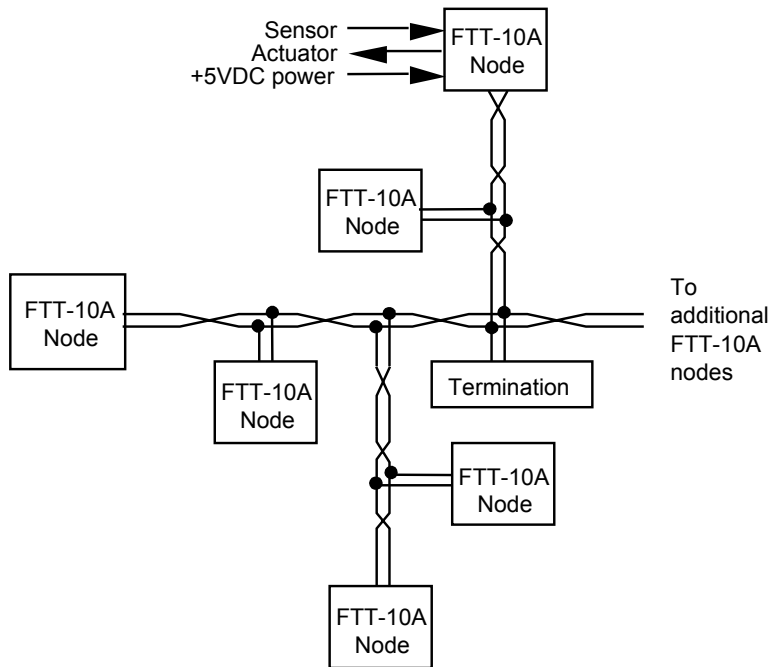 Sensor
Actuator
+5VDC power
FTT-10A
Node
FTT-10A
Node
FTT-10A
Node
To
additional
FTT-10A
nodes
FTT-10A
Node
Termination
FTT-10A
Node
FTT-10A
Node